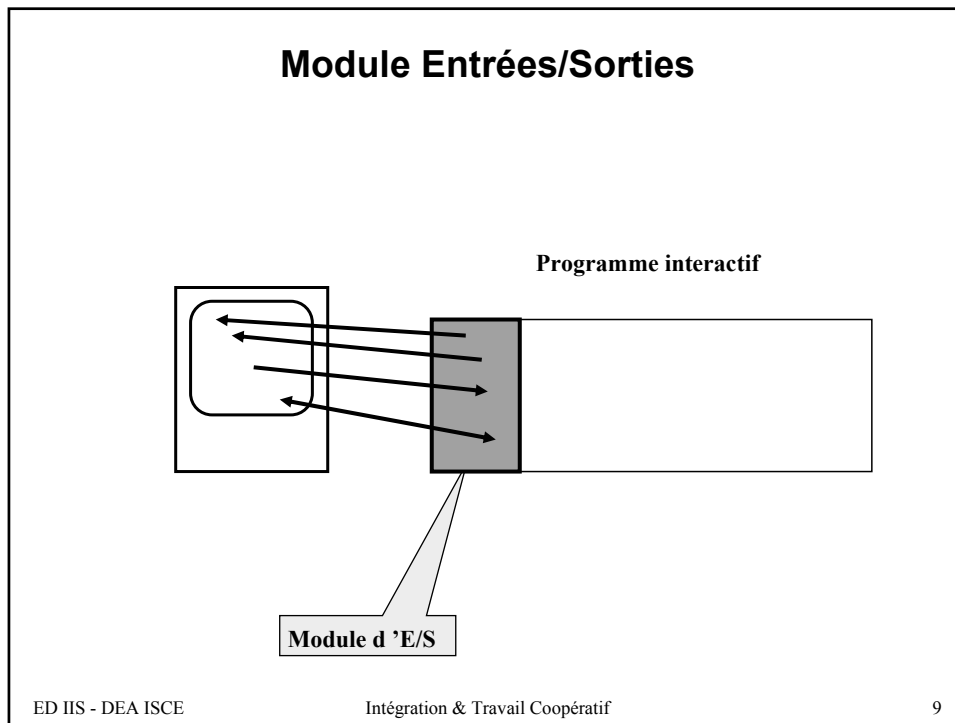 Module Entrées/Sorties
Programme interactif
Module d ’E/S
ED IIS - DEA ISCE
Intégration & Travail Coopératif
9